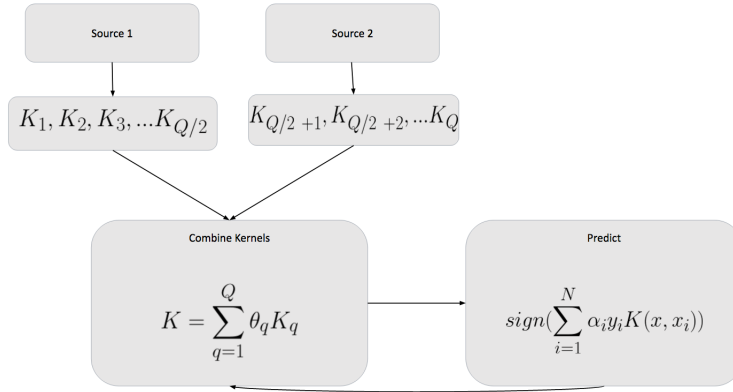 Source 1
Source 2
K_1, K_2, K_3, ...K_{Q/2}
K_{Q/2 +1}, K_{Q/2 +2}, ...K_Q
Combine Kernels
K = \sum_{q=1}^{Q} \theta_q K_q
Predict
sign(\sum_{i=1}^{N} \alpha_i y_i K(x, x_i))